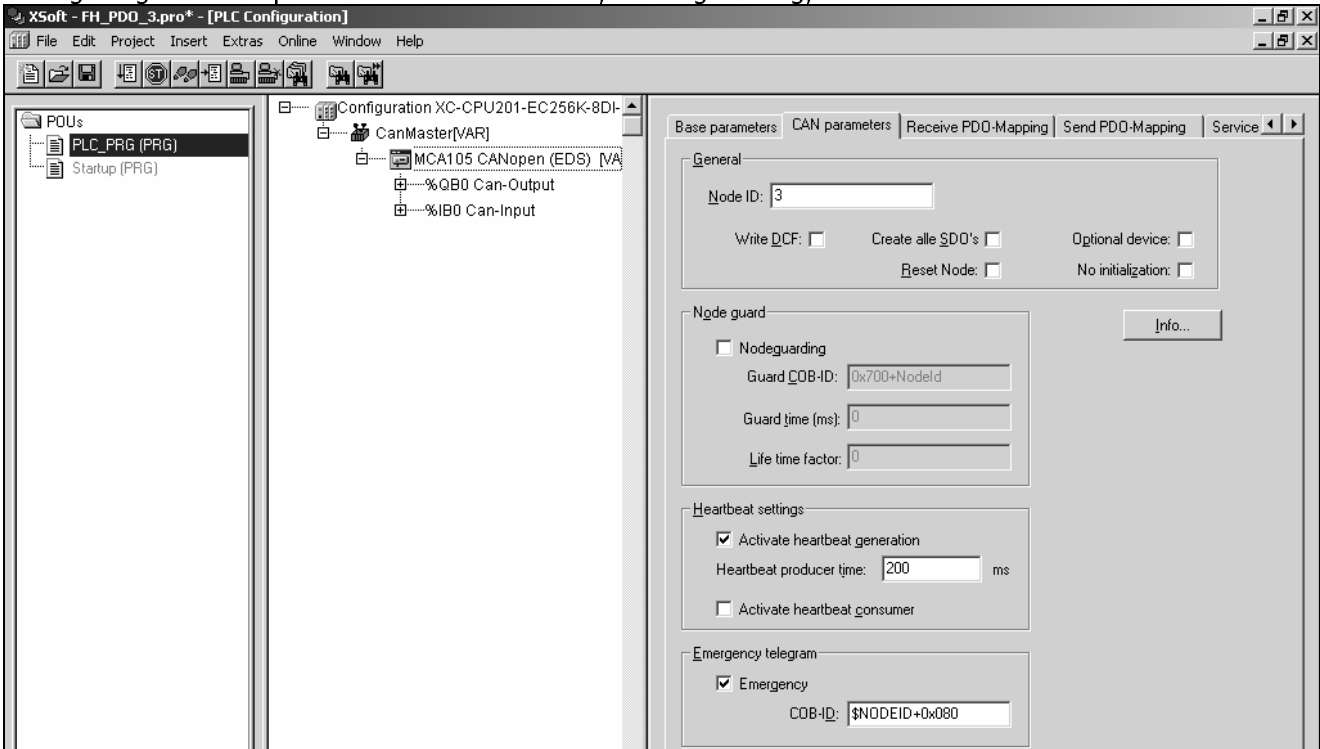 XSoft - FH_PDO_3.pro* - [PLC Configuration]
File Edit Project Insert Extras Online Window Help
POUs
PLC_PRG (PRG)
Startup (PRG)
Configuration XC-CPU201-EC256K-8DI-
CanMaster[VAR]
MCA105 CANopen (EDS) [VA
%QB0 Can-Output
%IB0 Can-Input
Base parameters CAN parameters Receive PDO-Mapping Send PDO-Mapping Service
General
Node ID: 3
Write DCF: Create alle SDO's Optional device:
Reset Node: No initialization:
Node guard
Info...
Nodeguarding
Guard COB-ID: 0x700+NodeId
Guard time (ms): 0
Life time factor: 0
Heartbeat settings
Activate heartbeat generation
Heartbeat producer time: 200 ms
Activate heartbeat consumer
Emergency telegram
Emergency
COB-ID: $NODEID+0x080